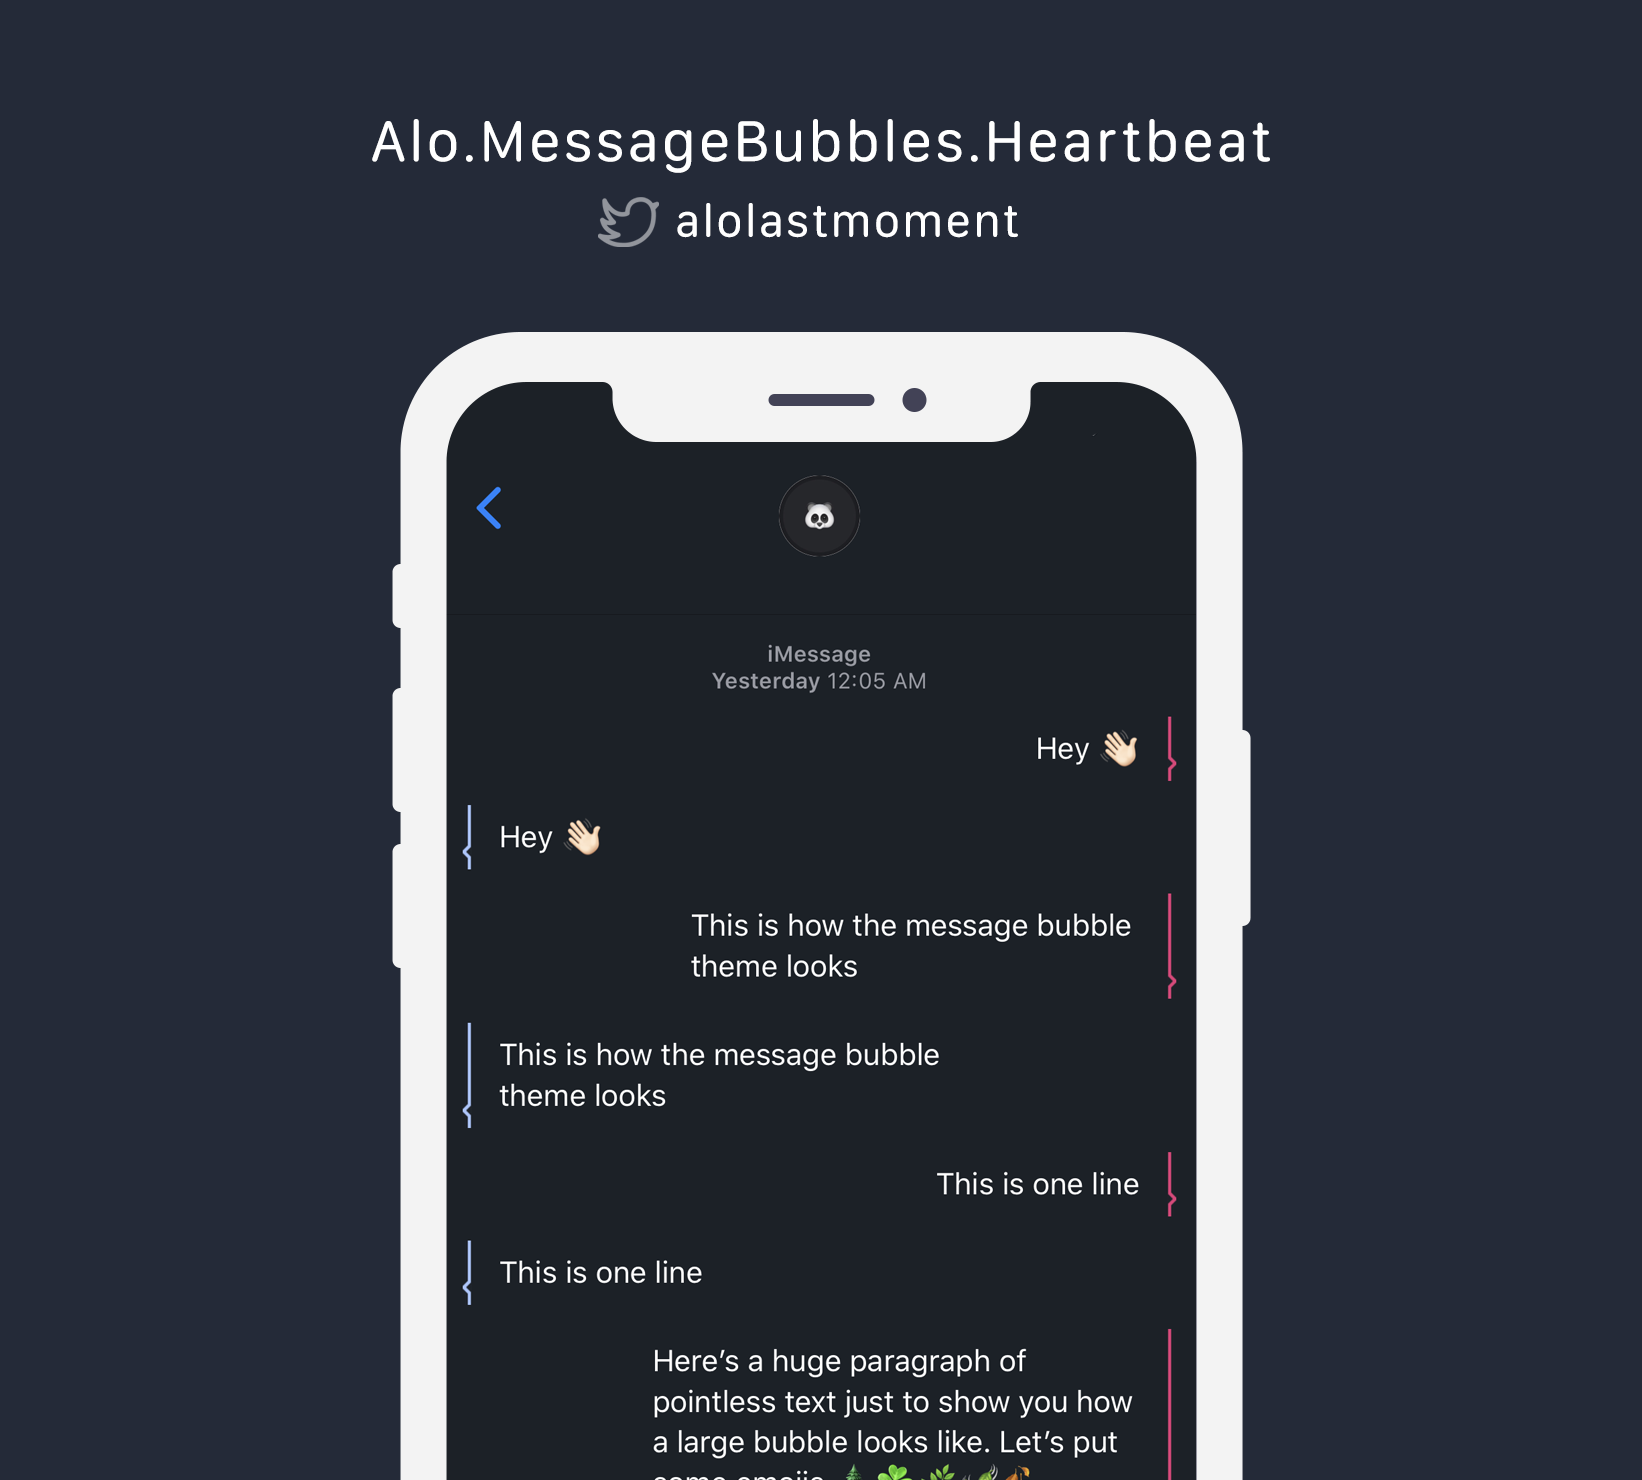 Alo.MessageBubbles.Heartbeat
alolastmoment
iMessage
Yesterday 12:05 AM
Hey 👋🏻
Hey 👋🏻
This is how the message bubble
theme looks
This is how the message bubble
theme looks
This is one line
This is one line
Here’s a huge paragraph of
pointless text just to show you how
a large bubble looks like. Let’s put
some emojis 🌲☘️🌿🍃🍂